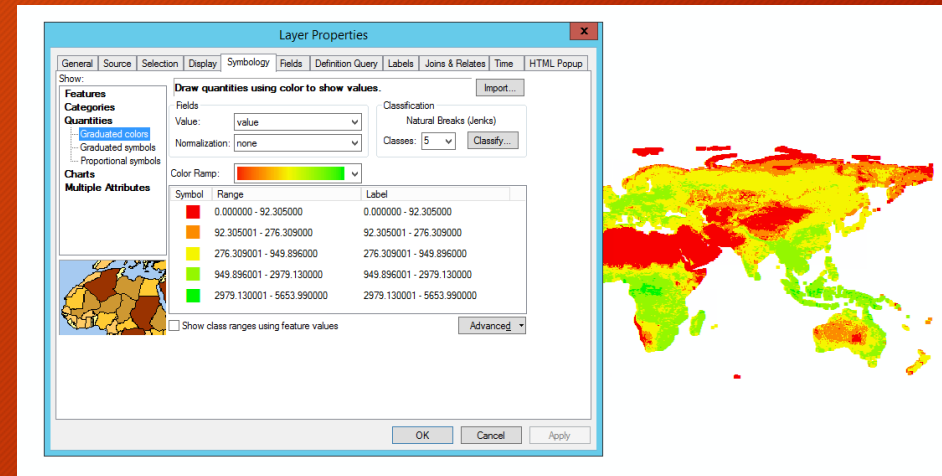 Layer Properties
x
General Source Selection Display Symbology Fields Definition Query Labels Joins & Relates Time HTML Popup
Show:
Features
Categories
Quantities
Graduated colors
Graduated symbols
Proportional symbols
Charts
Multiple Attributes
Draw quantities using color to show values.
Import...
Fields
Value: value
Normalization: none
Classification
Natural Breaks (Jenks)
Classes: 5 Classify...
Color Ramp:
Symbol Range Label
0.000000 - 92.305000 0.000000 - 92.305000
92.305001 - 276.309000 92.305001 - 276.309000
276.309001 - 949.896000 276.309001 - 949.896000
949.896001 - 2979.130000 949.896001 - 2979.130000
2979.130001 - 5653.990000 2979.130001 - 5653.990000
Show class ranges using feature values
Advanced
OK Cancel Apply